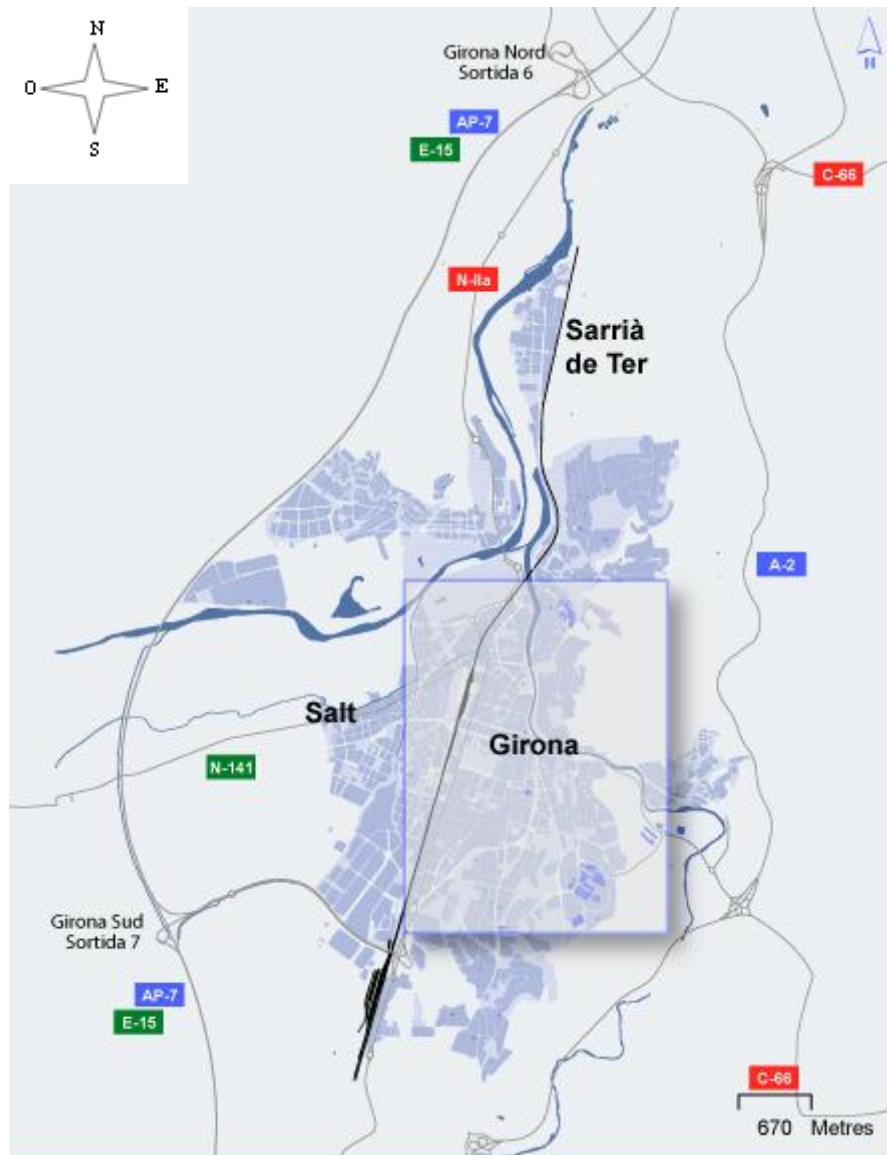 N
O
E
S
N
Girona Nord
Sortida 6
AP-7
E-15
C-66
N-IIa
Sarrià
de Ter
A-2
Salt
Girona
N-141
Girona Sud
Sortida 7
AP-7
E-15
C-66
670 Metres